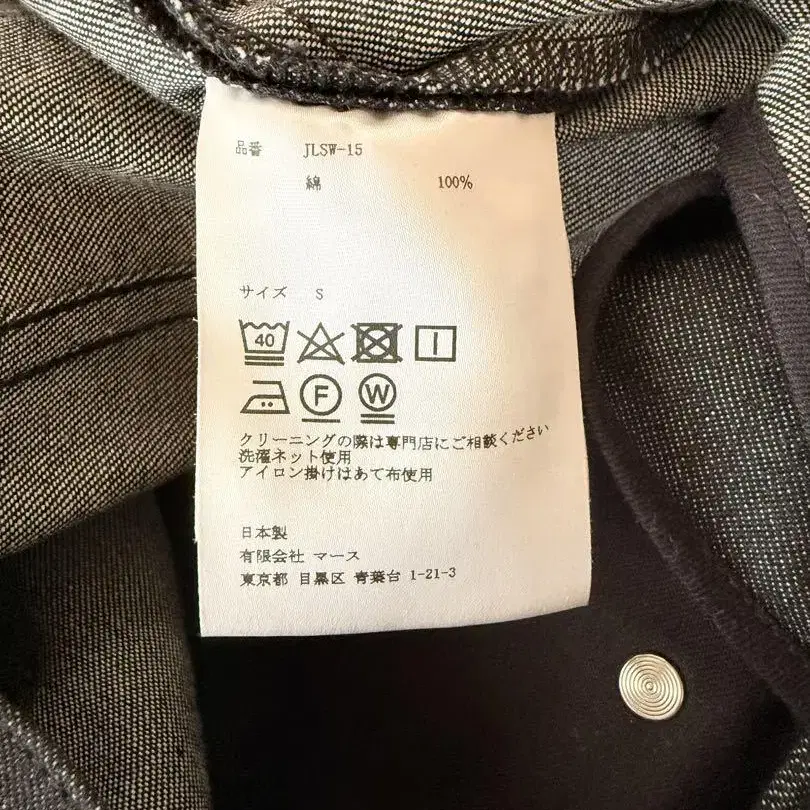 品番 JLSW-15
綿 100%
サイズ S
40
F W
クリーニングの際は専門店にご相談ください
洗濯ネット使用
アイロン掛けはあて布使用
日本製
有限会社 マース
東京都 目黒区 青葉台 1-21-3